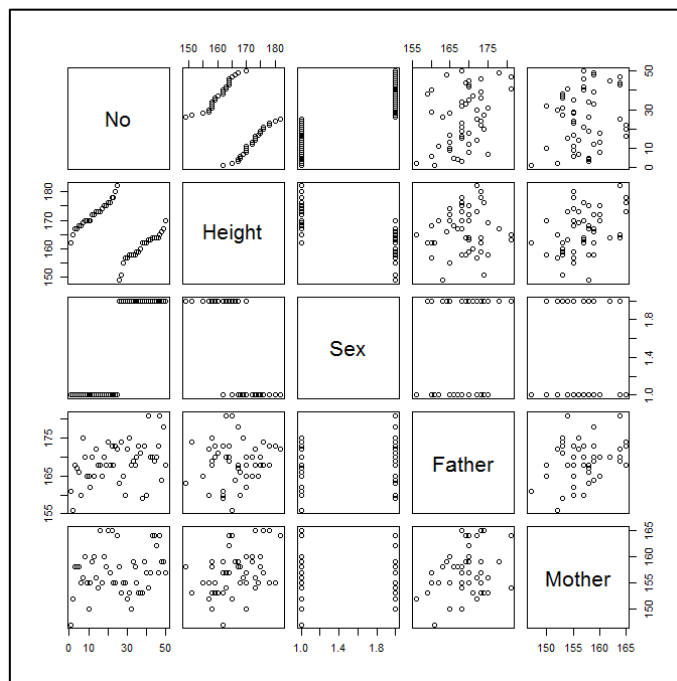 150 160 170 180
155 165 175
No
0 10 20 30 40 50
150 160 170 180
Height
Sex
1.0 1.4 1.8
155 165 175
Father
Mother
150 155 160 165
0 10 30 50
1.0 1.4 1.8
150 155 160 165